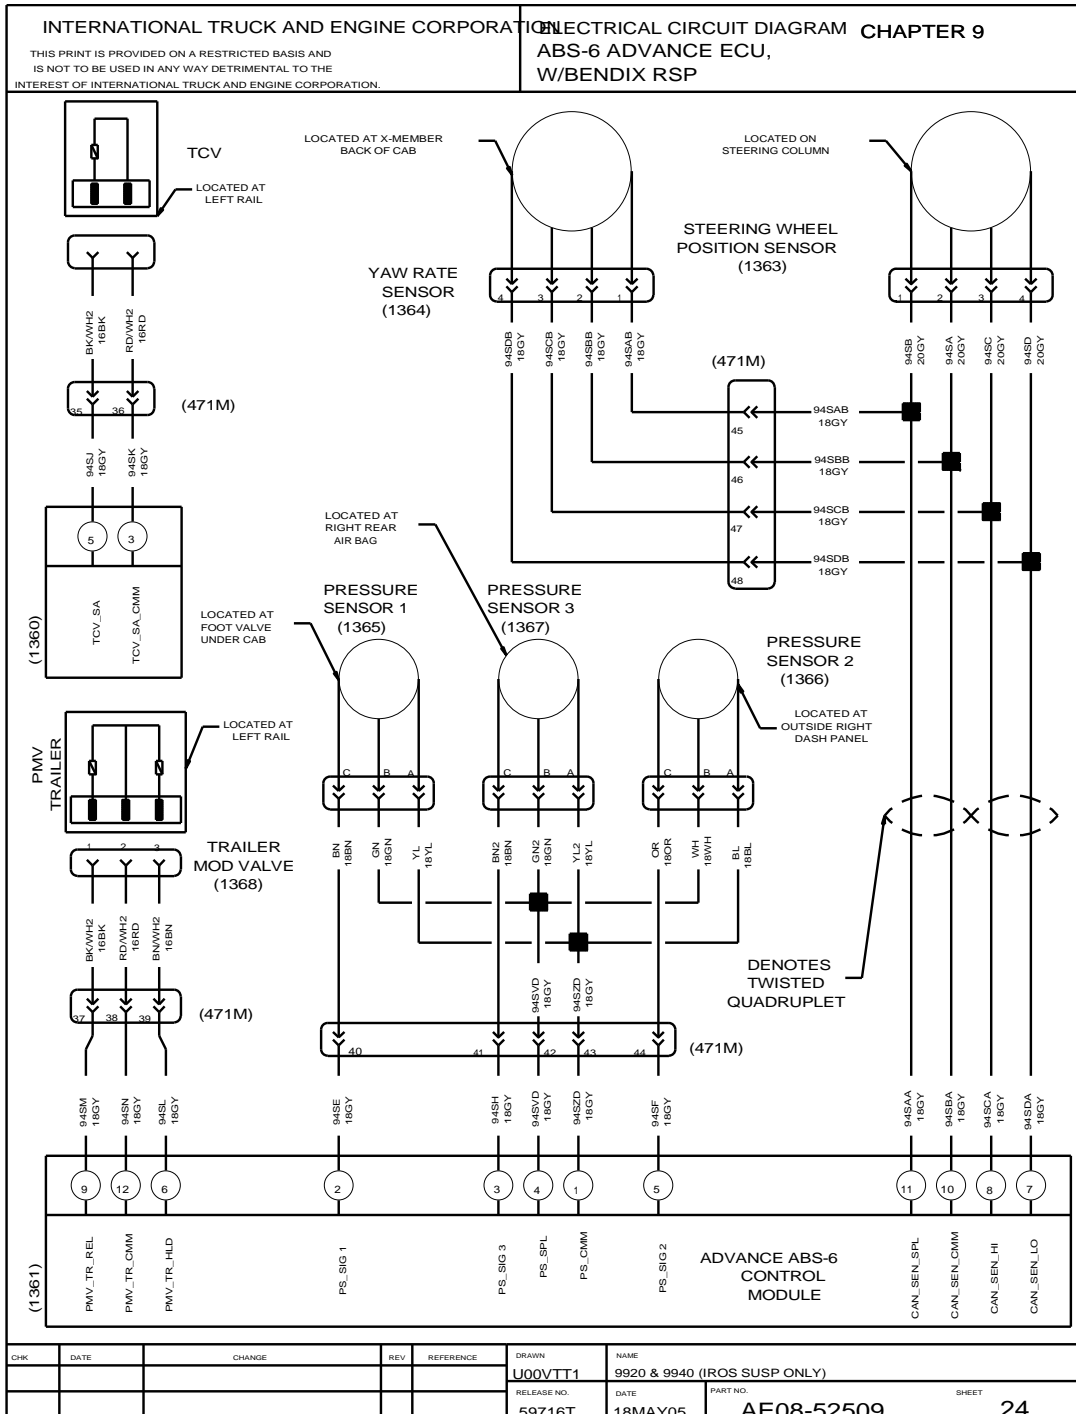 INTERNATIONAL TRUCK AND ENGINE CORPORATION
THIS PRINT IS PROVIDED ON A RESTRICTED BASIS AND
IS NOT TO BE USED IN ANY WAY DETRIMENTAL TO THE
INTEREST OF INTERNATIONAL TRUCK AND ENGINE CORPORATION.
ELECTRICAL CIRCUIT DIAGRAM
ABS-6 ADVANCE ECU,
W/BENDIX RSP
CHAPTER 9
TCV
LOCATED AT
LEFT RAIL
LOCATED AT X-MEMBER
BACK OF CAB
LOCATED ON
STEERING COLUMN
YAW RATE
SENSOR
(1364)
STEERING WHEEL
POSITION SENSOR
(1363)
4 3 2 1
1 2 3 4
BK/WH2
16BK
RD/WH2
16RD
94SDB
18GY
94SCB
18GY
94SBB
18GY
94SAB
18GY
94SB
20GY
94SA
20GY
94SC
20GY
94SD
20GY
35 36
(471M)
94SJ
18GY
94SK
18GY
(471M)
45
94SAB
18GY
46
94SBB
18GY
47
94SCB
18GY
48
94SDB
18GY
5 3
TCV_SA
TCV_SA_CMM
(1360)
LOCATED AT
RIGHT REAR
AIR BAG
LOCATED AT
FOOT VALVE
UNDER CAB
PRESSURE
SENSOR 1
(1365)
PRESSURE
SENSOR 3
(1367)
PRESSURE
SENSOR 2
(1366)
LOCATED AT
OUTSIDE RIGHT
DASH PANEL
PMV
TRAILER
LOCATED AT
LEFT RAIL
C B A
C B A
C B A
TRAILER
MOD VALVE
(1368)
1 2 3
BK/WH2
16BK
RD/WH2
16RD
BN/WH2
16BN
BN
18BN
GN
18GN
YL
18YL
BN2
18BN
GN2
18GN
YL2
18YL
OR
18OR
WH
18WH
BL
18BL
DENOTES
TWISTED
QUADRUPLET
94SVD
18GY
94SZD
18GY
37 38 39
(471M)
40 41 42 43 44
(471M)
94SM
18GY
94SN
18GY
94SL
18GY
94SE
18GY
94SH
18GY
94SVD
18GY
94SZD
18GY
94SF
18GY
94SAA
18GY
94SBA
18GY
94SCA
18GY
94SDA
18GY
9 12 6 2 3 4 1 5 11 10 8 7
(1361)
PMV_TR_REL
PMV_TR_CMM
PMV_TR_HLD
PS_SIG 1
PS_SIG 3
PS_SPL
PS_CMM
PS_SIG 2
ADVANCE ABS-6
CONTROL
MODULE
CAN_SEN_SPL
CAN_SEN_CMM
CAN_SEN_HI
CAN_SEN_LO
CHK DATE CHANGE REV REFERENCE
DRAWN
U00VTT1
NAME
9920 & 9940 (IROS SUSP ONLY)
RELEASE NO.
59716T
DATE
18MAY05
PART NO.
AE08-52509
SHEET
24